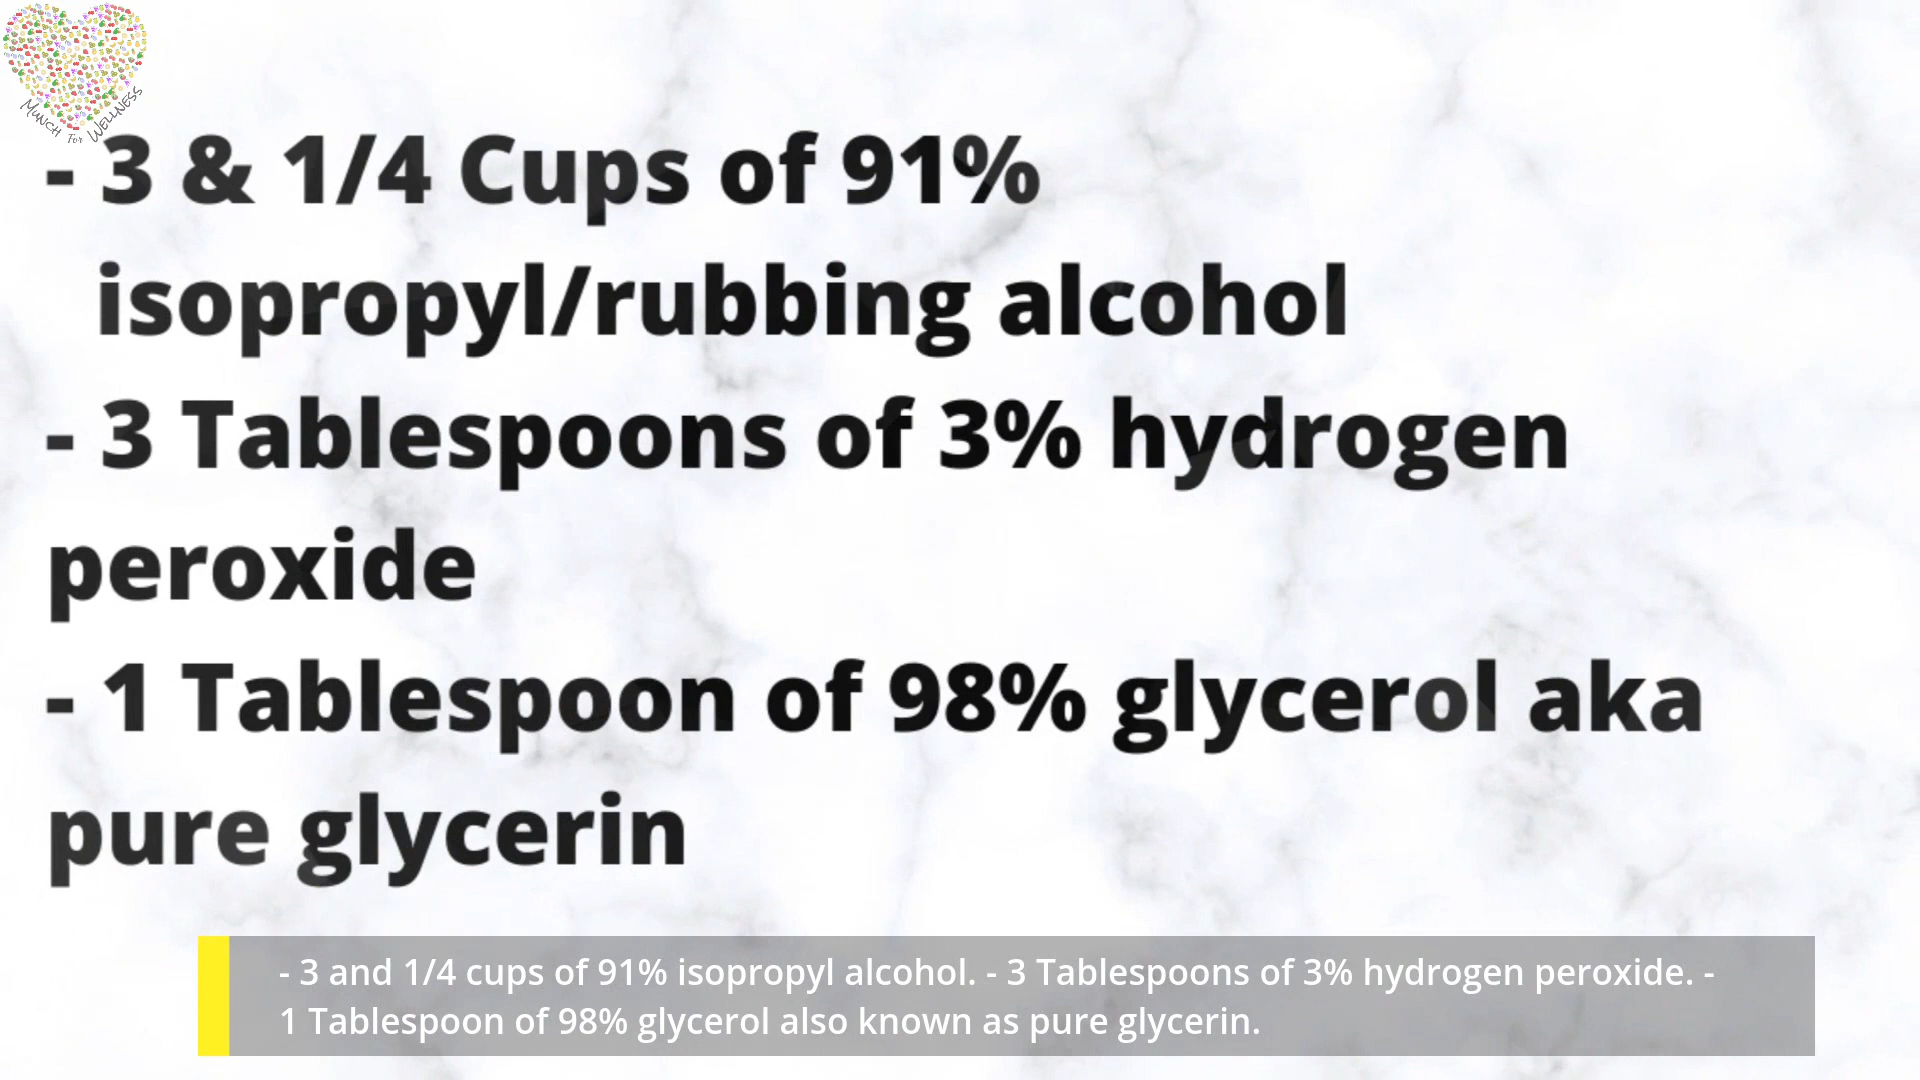 MUNCH For WELLNESS
- 3 & 1/4 Cups of 91%
isopropyl/rubbing alcohol
- 3 Tablespoons of 3% hydrogen
peroxide
- 1 Tablespoon of 98% glycerol aka
pure glycerin
- 3 and 1/4 cups of 91% isopropyl alcohol. - 3 Tablespoons of 3% hydrogen peroxide. -
1 Tablespoon of 98% glycerol also known as pure glycerin.